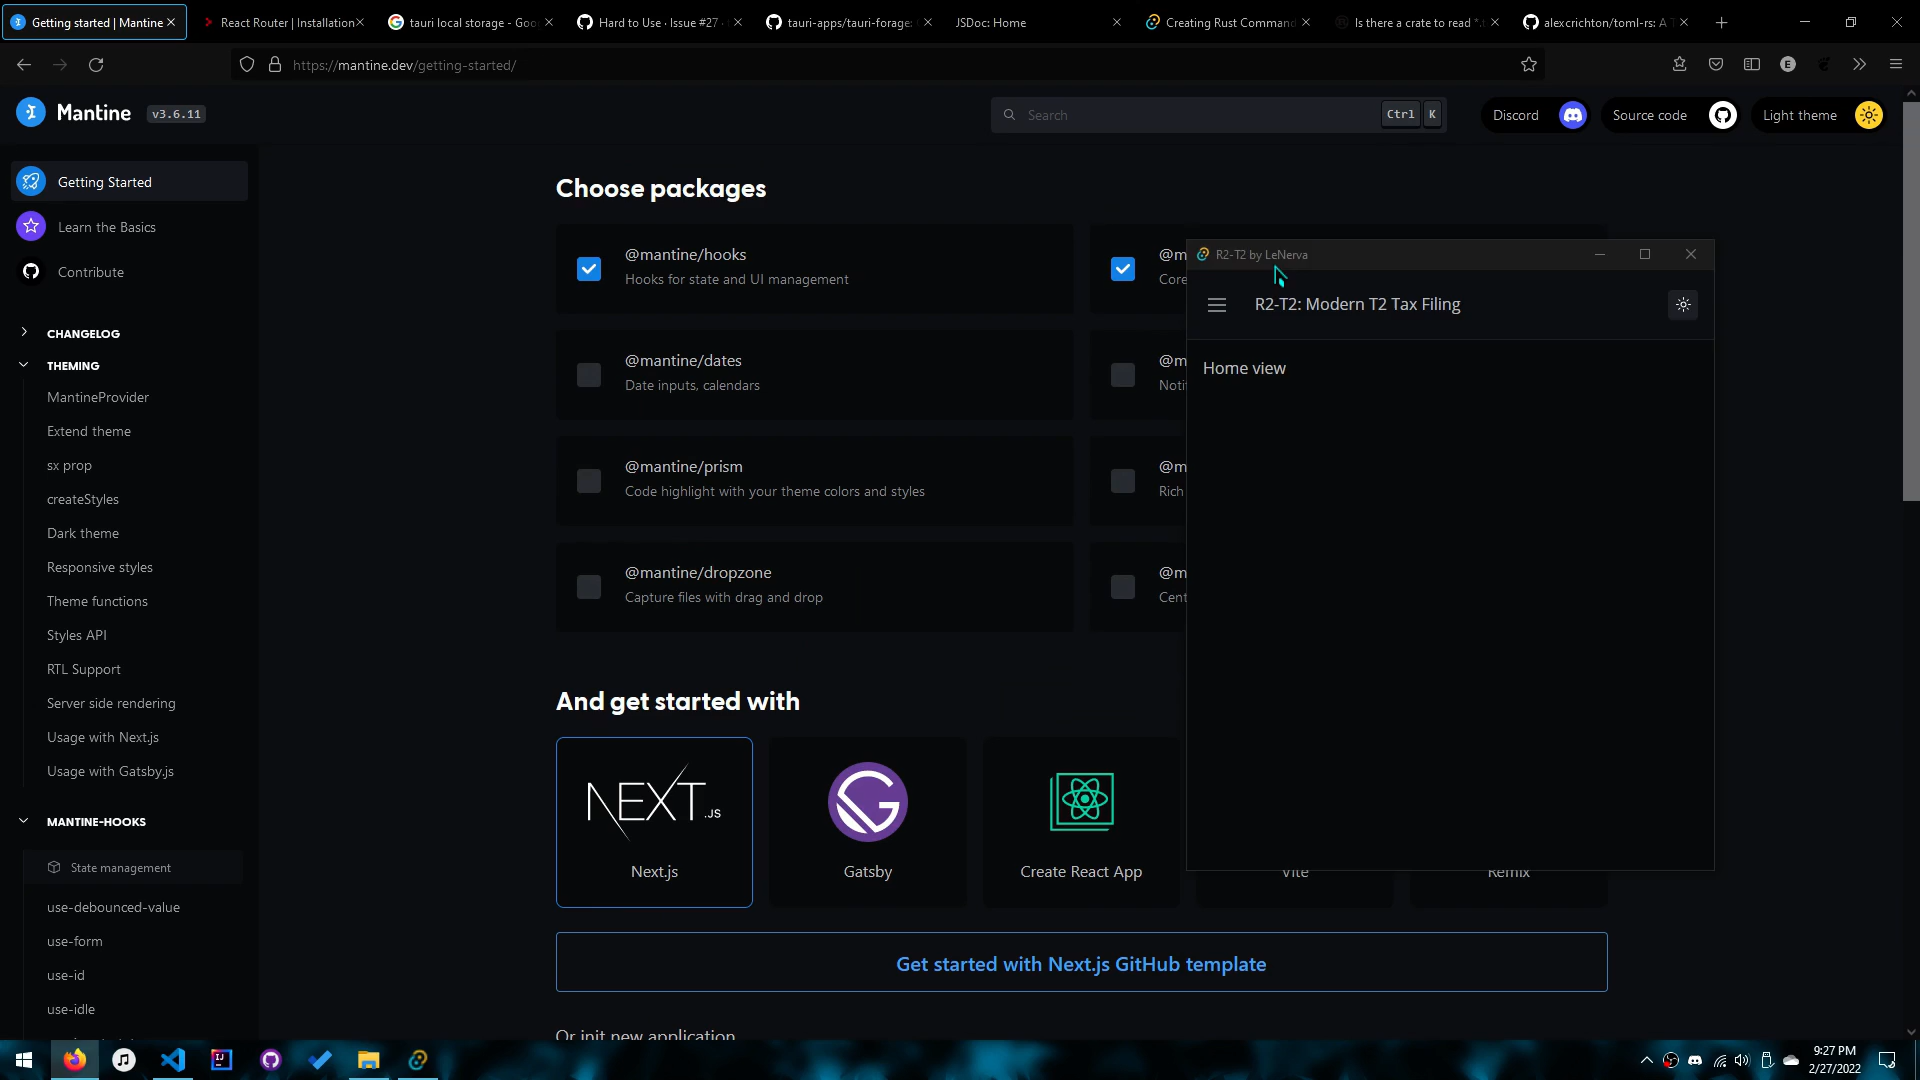 Getting started | Mantine
React Router | Installation
tauri local storage - Goo
Hard to Use · Issue #27 ·
tauri-apps/tauri-forage:
JSDoc: Home
Creating Rust Command
Is there a crate to read *.
alexcrichton/toml-rs: A T
https://mantine.dev/getting-started/
E
Mantine
v3.6.11
Search
Ctrl
K
Discord
Source code
Light theme
Getting Started
Learn the Basics
Contribute
CHANGELOG
THEMING
MantineProvider
Extend theme
sx prop
createStyles
Dark theme
Responsive styles
Theme functions
Styles API
RTL Support
Server side rendering
Usage with Next.js
Usage with Gatsby.js
MANTINE-HOOKS
State management
use-debounced-value
use-form
use-id
use-idle
Choose packages
@mantine/hooks
Hooks for state and UI management
@m
Core
@mantine/dates
Date inputs, calendars
@m
Noti
@mantine/prism
Code highlight with your theme colors and styles
@m
Rich
@mantine/dropzone
Capture files with drag and drop
@m
Cent
R2-T2 by LeNerva
R2-T2: Modern T2 Tax Filing
Home view
And get started with
NEXT.JS
Next.js
Gatsby
Create React App
Vite
Remix
Get started with Next.js GitHub template
Or init new application
9:27 PM
2/27/2022